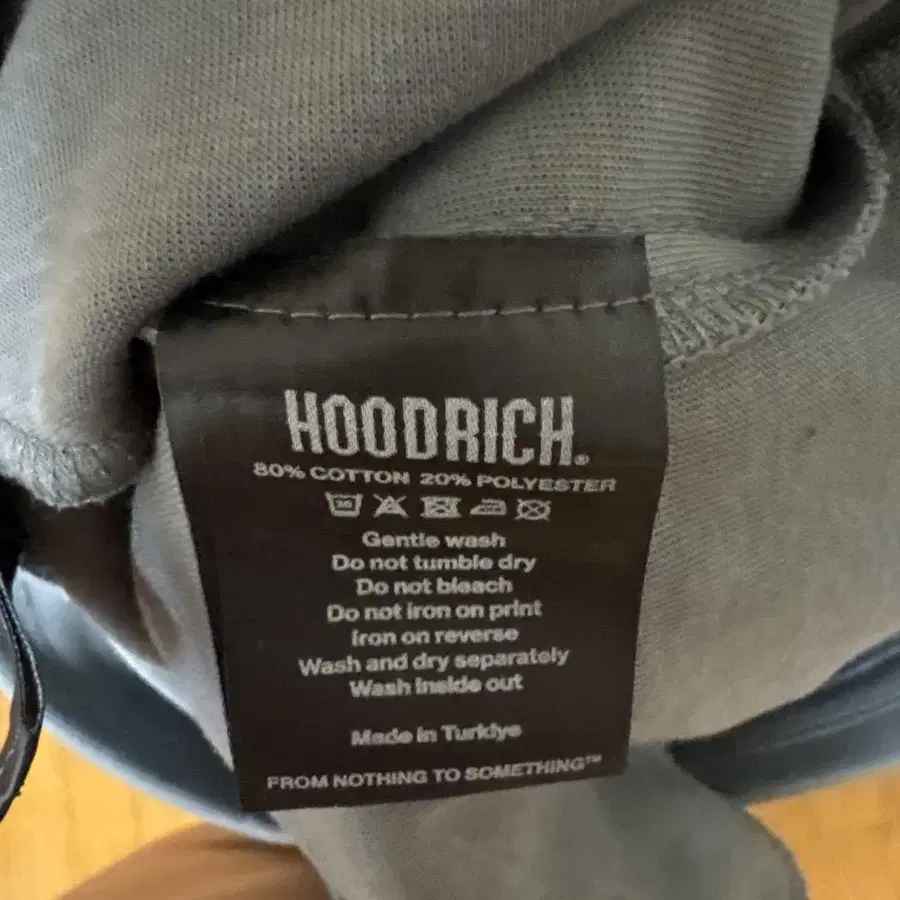 HOODRICH®
80% COTTON 20% POLYESTER
30
Gentle wash
Do not tumble dry
Do not bleach
Do not iron on print
Iron on reverse
Wash and dry separately
Wash inside out
Made in Turkiye
FROM NOTHING TO SOMETHING™